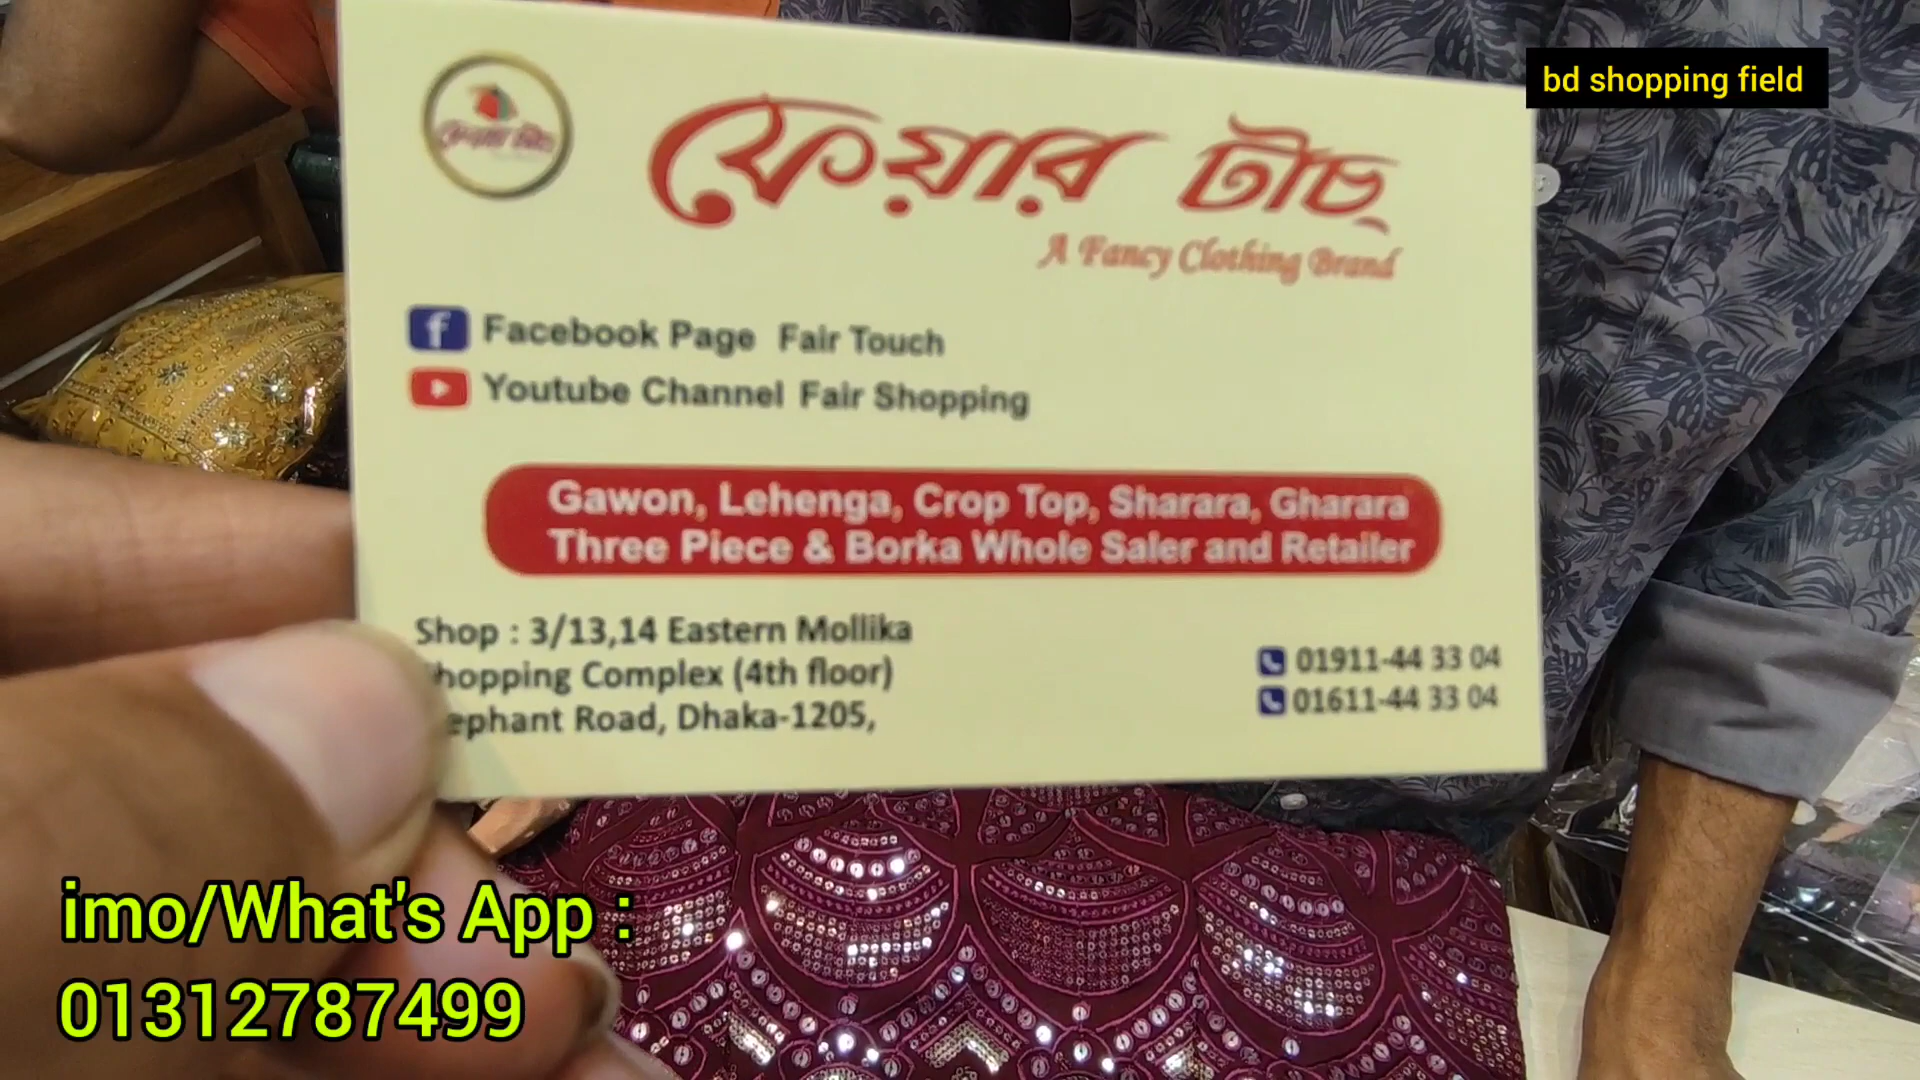 bd shopping field
ফেয়ার টাচ্
A Fancy Clothing Brand
Facebook Page Fair Touch
Youtube Channel Fair Shopping
Gawon, Lehenga, Crop Top, Sharara, Gharara
Three Piece & Borka Whole Saler and Retailer
Shop : 3/13,14 Eastern Mollika
hopping Complex (4th floor)
ephant Road, Dhaka-1205,
01911-44 33 04
01611-44 33 04
imo/What's App :
01312787499